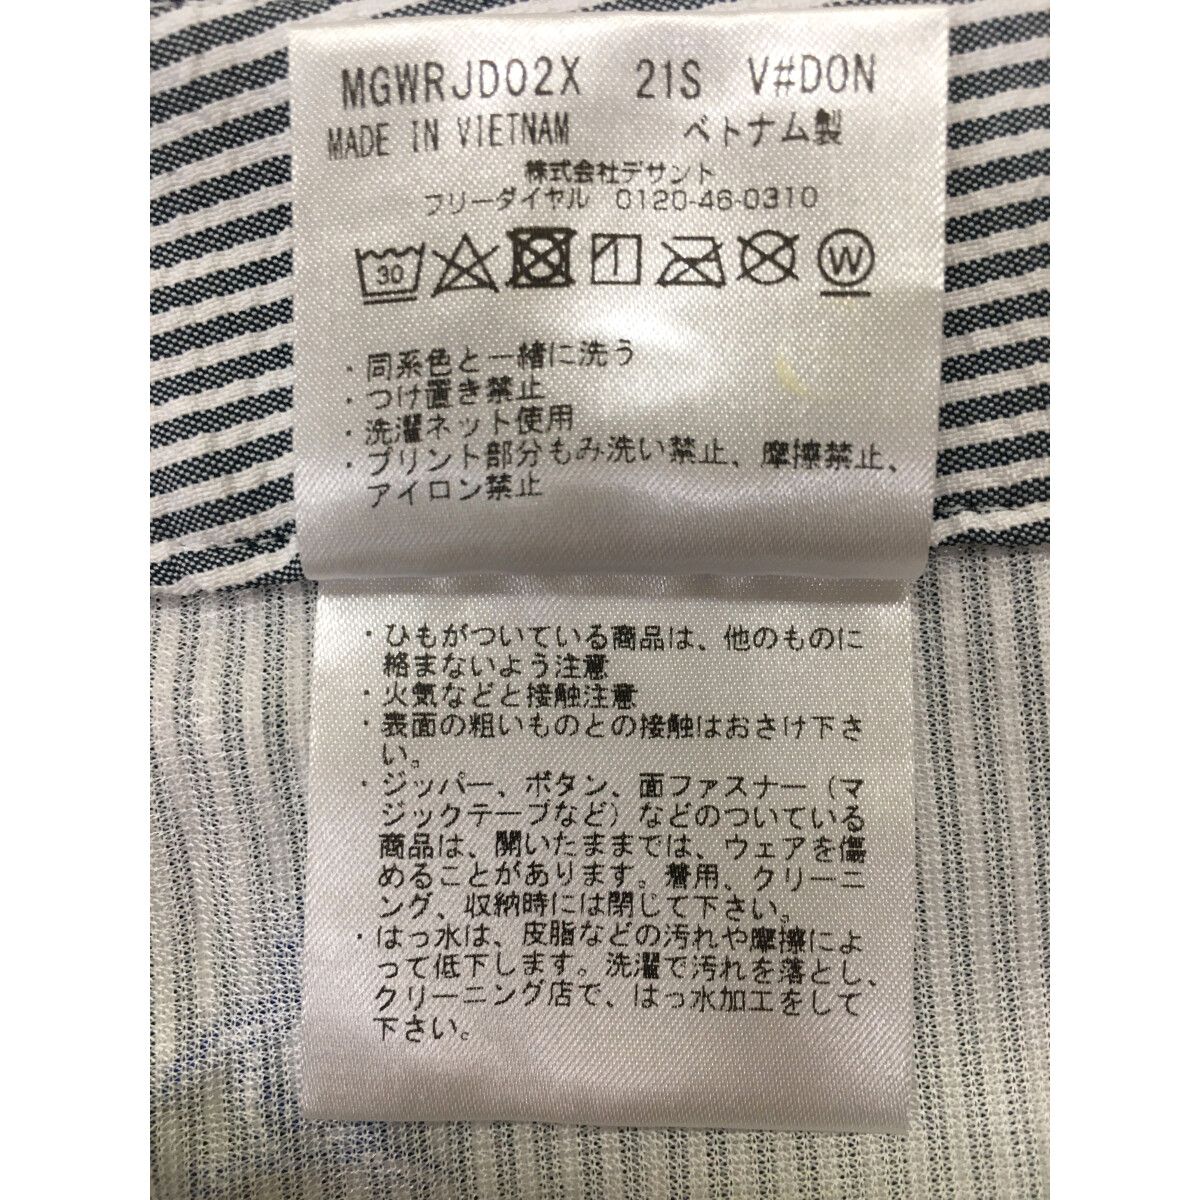 MGWRJD02X 21S V#DON
MADE IN VIETNAM ベトナム製
株式会社デサント
フリーダイヤル 0120-46-0310
30 W
・同系色と一緒に洗う
・つけ置き禁止
・洗濯ネット使用
・プリント部分もみ洗い禁止、摩擦禁止、
アイロン禁止
・ひもがついている商品は、他のものに
絡まないよう注意
・火気などと接触注意
・表面の粗いものとの接触はおさけ下さ
い。
・ジッパー、ボタン、面ファスナー（マ
ジックテープなど）などのついている
商品は、開いたままでは、ウェアを傷
めることがあります。着用、クリーニ
ング、収納時には閉じて下さい。
・はっ水は、皮脂などの汚れや摩擦によ
って低下します。洗濯で汚れを落とし、
クリーニング店で、はっ水加工をして
下さい。